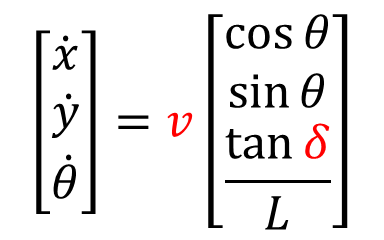 [ẋ ẏ θ̇] = v [cos θ
sin θ
tan δ / L]